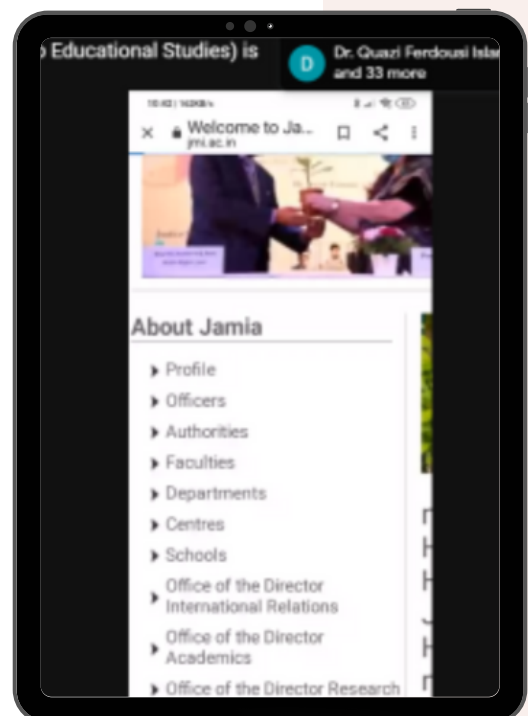 Educational Studies) is
D
Dr. Quazi Ferdousi Islam
and 33 more
Welcome to Ja...
jmi.ac.in
About Jamia
Profile
Officers
Authorities
Faculties
Departments
Centres
Schools
Office of the Director
International Relations
Office of the Director
Academics
Office of the Director Research